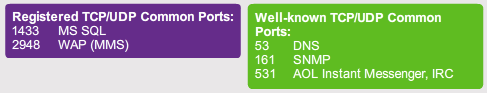 Registered TCP/UDP Common Ports:
1433 MS SQL
2948 WAP (MMS)
Well-known TCP/UDP Common
Ports:
53 DNS
161 SNMP
531 AOL Instant Messenger, IRC